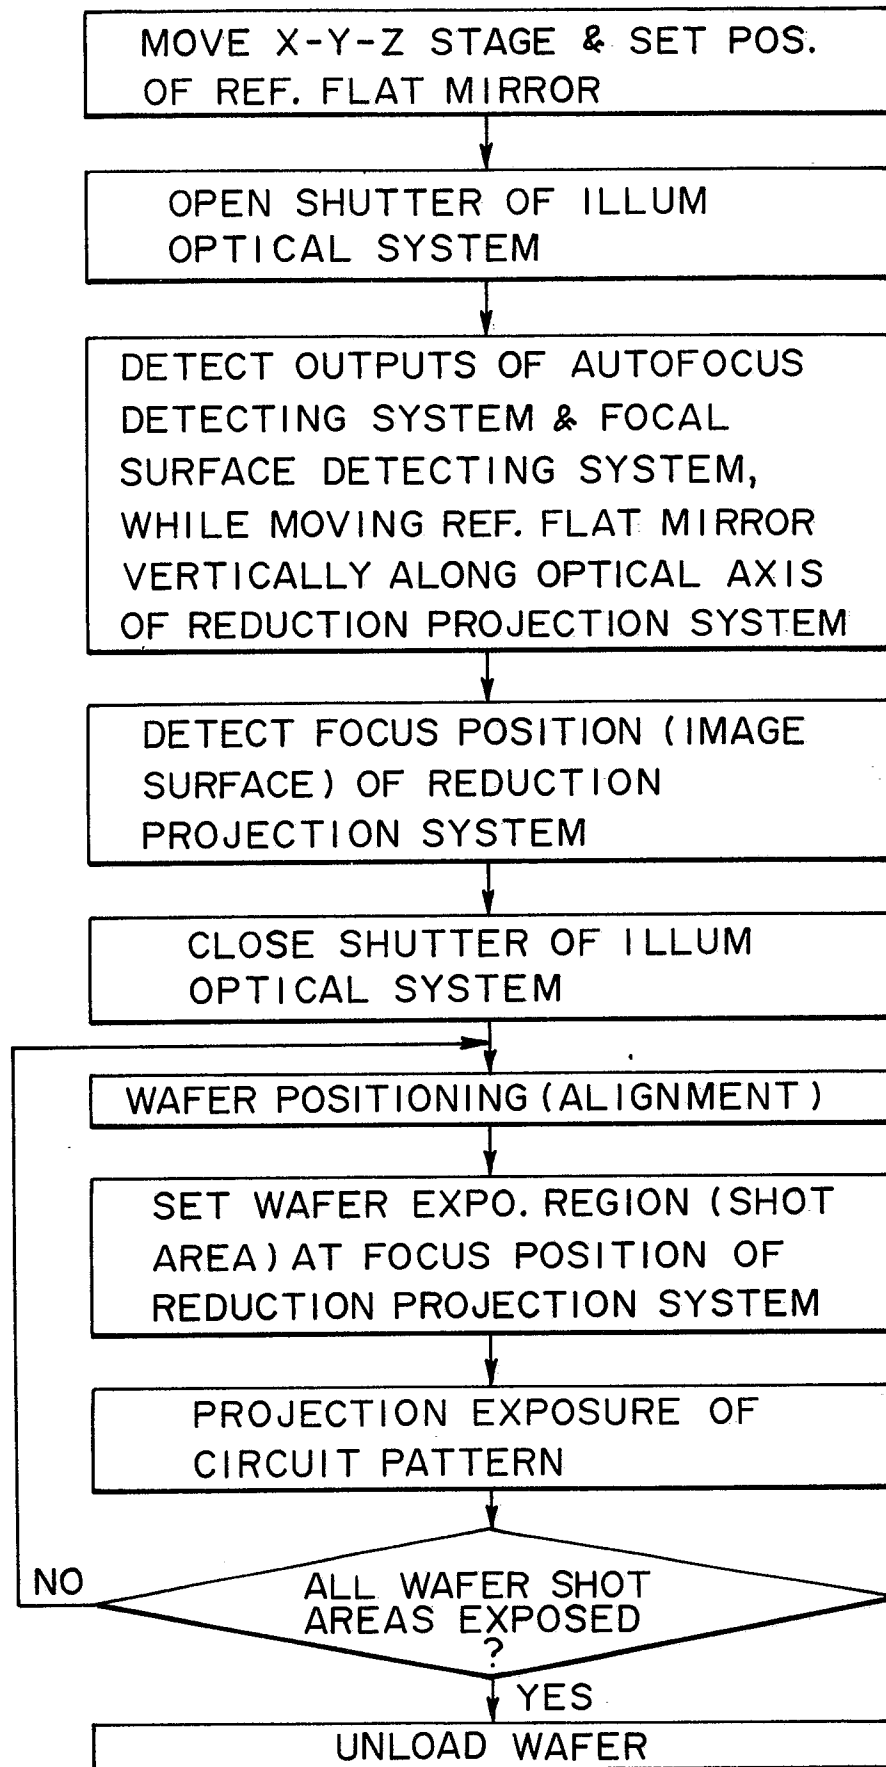 MOVE X-Y-Z STAGE & SET POS.
OF REF. FLAT MIRROR
OPEN SHUTTER OF ILLUM
OPTICAL SYSTEM
DETECT OUTPUTS OF AUTOFOCUS
DETECTING SYSTEM & FOCAL
SURFACE DETECTING SYSTEM,
WHILE MOVING REF. FLAT MIRROR
VERTICALLY ALONG OPTICAL AXIS
OF REDUCTION PROJECTION SYSTEM
DETECT FOCUS POSITION (IMAGE
SURFACE) OF REDUCTION
PROJECTION SYSTEM
CLOSE SHUTTER OF ILLUM
OPTICAL SYSTEM
WAFER POSITIONING (ALIGNMENT)
SET WAFER EXPO. REGION (SHOT
AREA) AT FOCUS POSITION OF
REDUCTION PROJECTION SYSTEM
PROJECTION EXPOSURE OF
CIRCUIT PATTERN
NO
ALL WAFER SHOT
AREAS EXPOSED
?
YES
UNLOAD WAFER